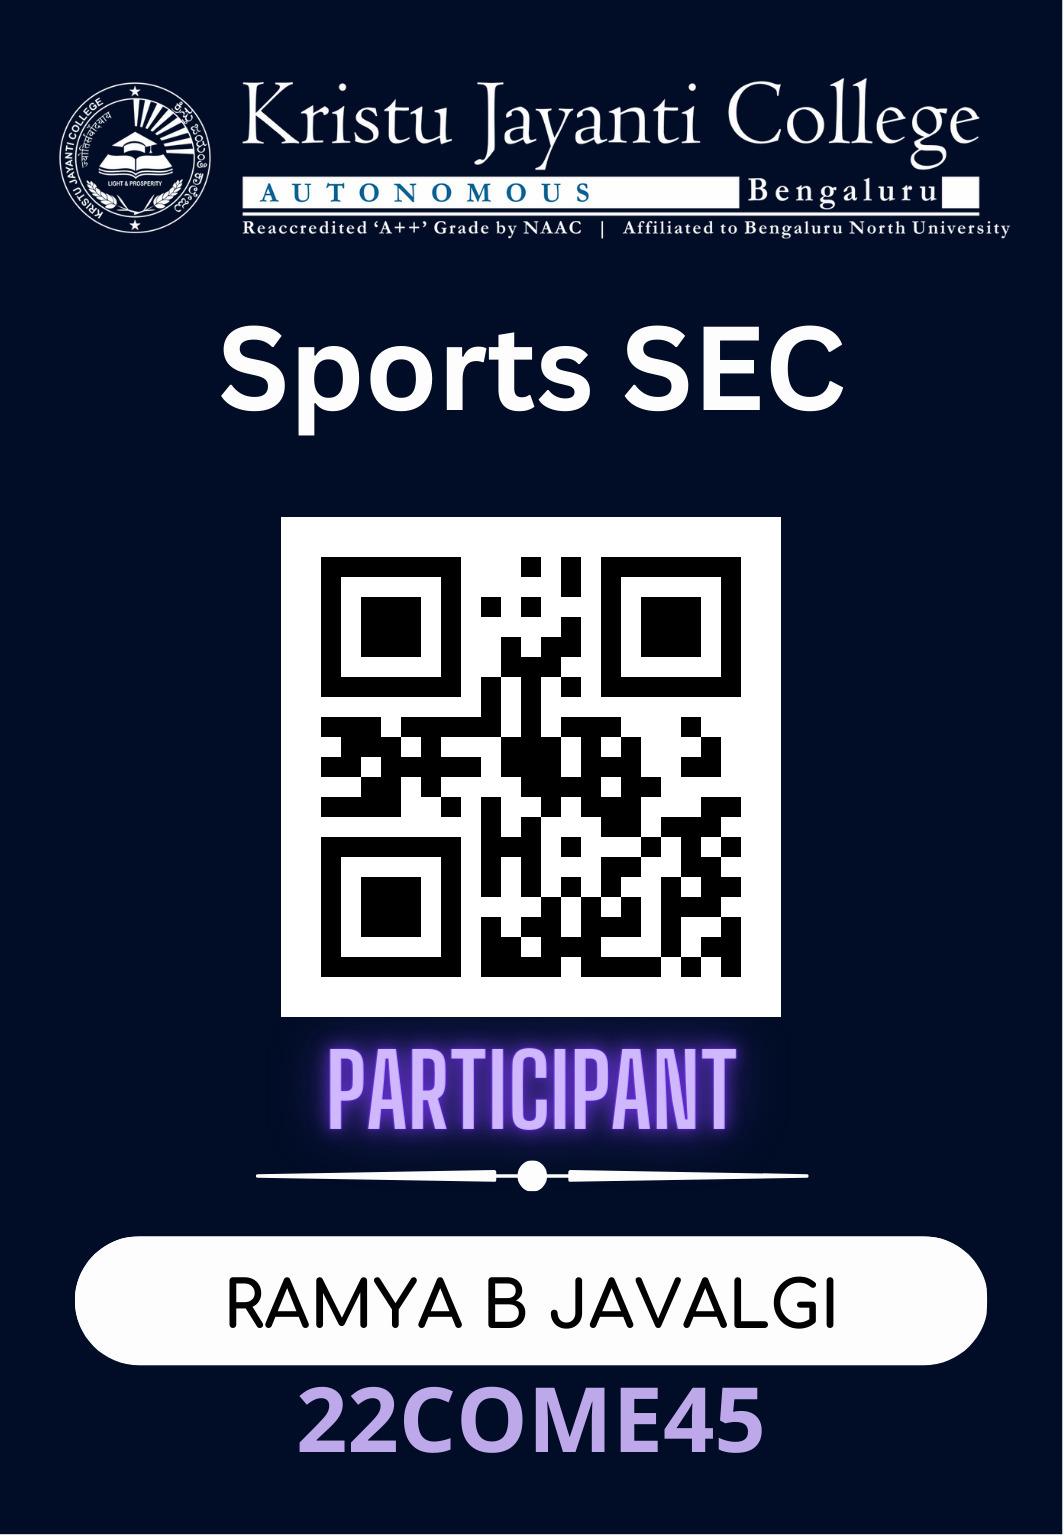 KRISTU JAYANTI COLLEGE
ಕ್ರಿಸ್ತು ಜಯಂತಿ ಕಾಲೇಜು
LIGHT & PROSPERITY
Kristu Jayanti College
AUTONOMOUS Bengaluru
Reaccredited ‘A++’ Grade by NAAC | Affiliated to Bengaluru North University
Sports SEC
PARTICIPANT
RAMYA B JAVALGI
22COME45